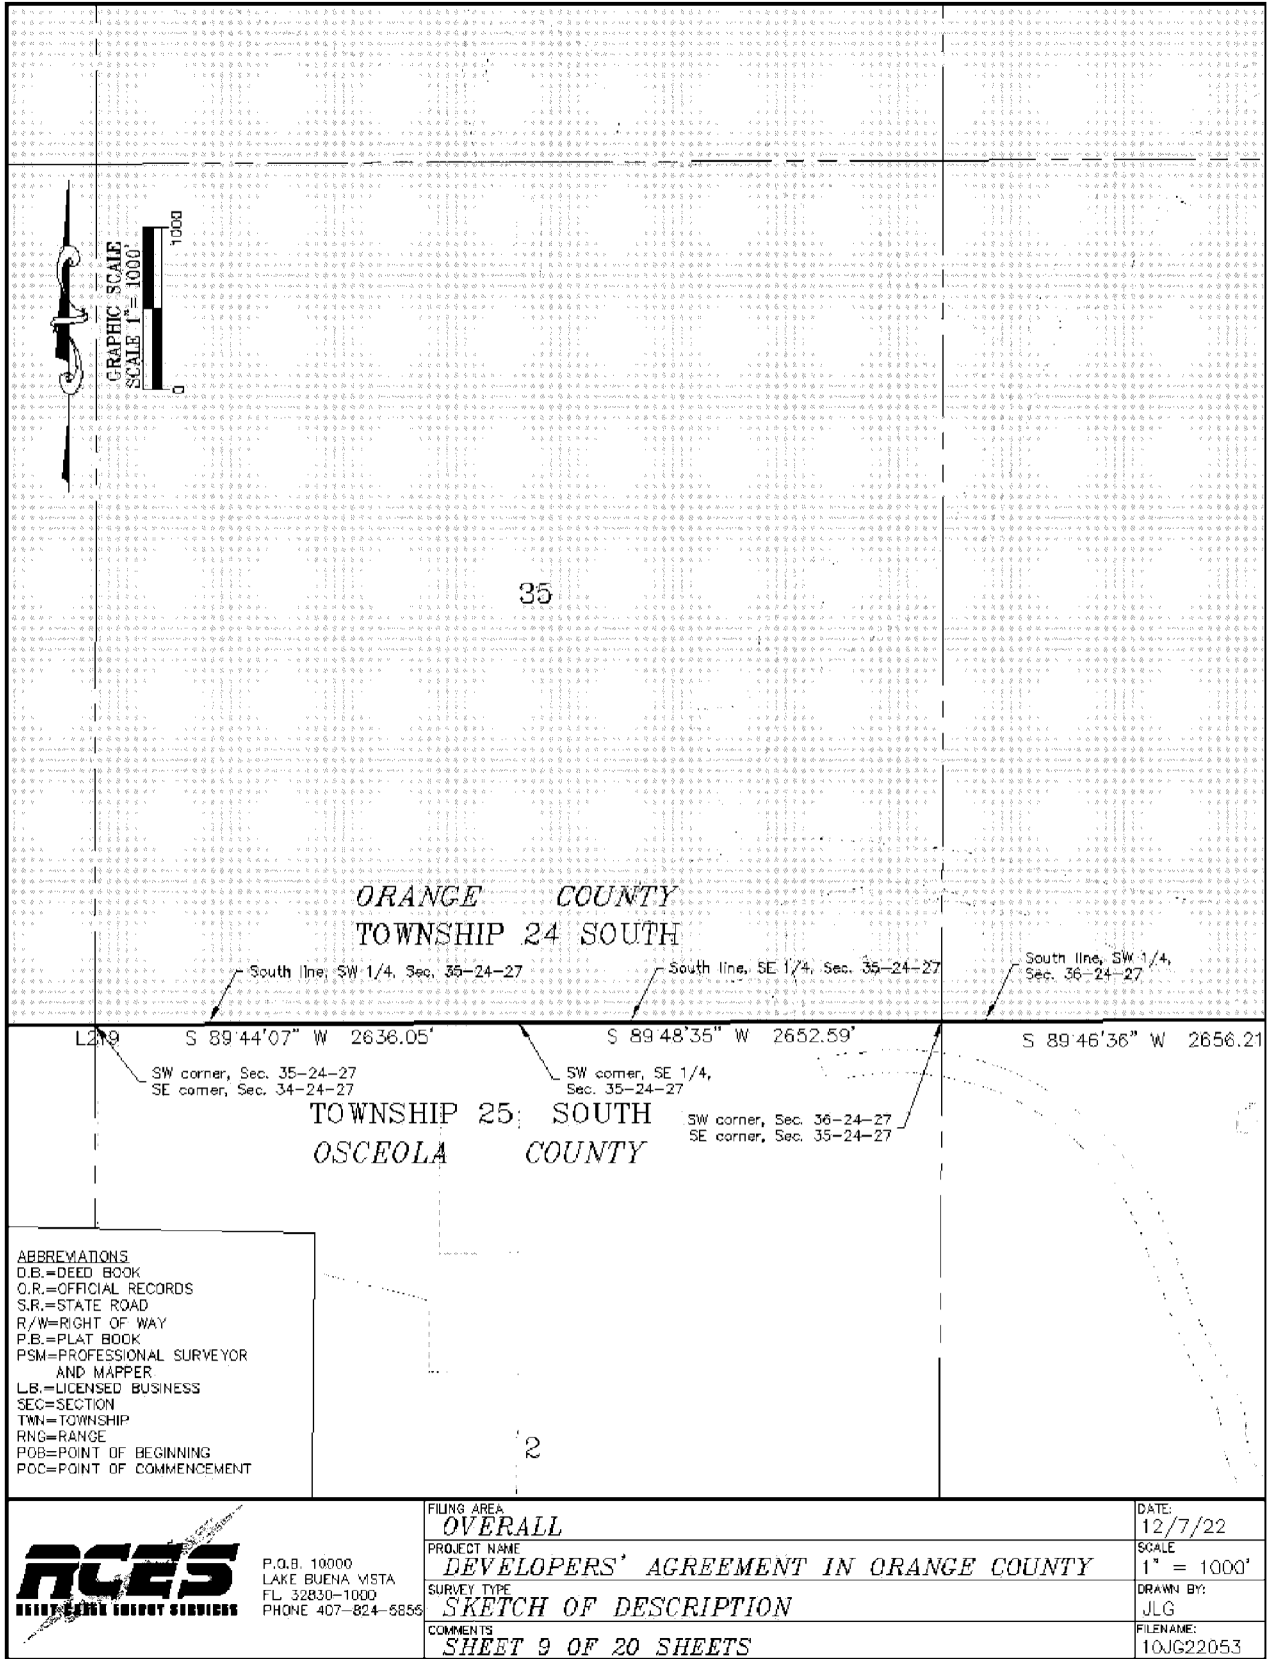 1000
GRAPHIC SCALE
SCALE 1"= 1000'
0
35
ORANGE COUNTY
TOWNSHIP 24 SOUTH
South line, SW 1/4, Sec. 35-24-27
South line, SE 1/4, Sec. 35-24-27
South line, SW 1/4,
Sec. 36-24-27
L219
S 89°44'07" W 2636.05'
S 89°48'35" W 2652.59'
S 89°46'36" W 2656.21
SW corner, Sec. 35-24-27
SE corner, Sec. 34-24-27
SW corner, SE 1/4,
Sec. 35-24-27
SW corner, Sec. 36-24-27
SE corner, Sec. 35-24-27
TOWNSHIP 25 SOUTH
OSCEOLA COUNTY
ABBREVIATIONS
D.B.=DEED BOOK
O.R.=OFFICIAL RECORDS
S.R.=STATE ROAD
R/W=RIGHT OF WAY
P.B.=PLAT BOOK
PSM=PROFESSIONAL SURVEYOR
AND MAPPER
L.B.=LICENSED BUSINESS
SEC=SECTION
TWN=TOWNSHIP
RNG=RANGE
POB=POINT OF BEGINNING
POC=POINT OF COMMENCEMENT
2
RCES
REEDY CREEK ENERGY SERVICES
P.O.B. 10000
LAKE BUENA VISTA
FL 32830-1000
PHONE 407-824-5856
FILING AREA
OVERALL
PROJECT NAME
DEVELOPERS' AGREEMENT IN ORANGE COUNTY
SURVEY TYPE
SKETCH OF DESCRIPTION
COMMENTS
SHEET 9 OF 20 SHEETS
DATE:
12/7/22
SCALE
1" = 1000'
DRAWN BY:
JLG
FILENAME:
10JG22053